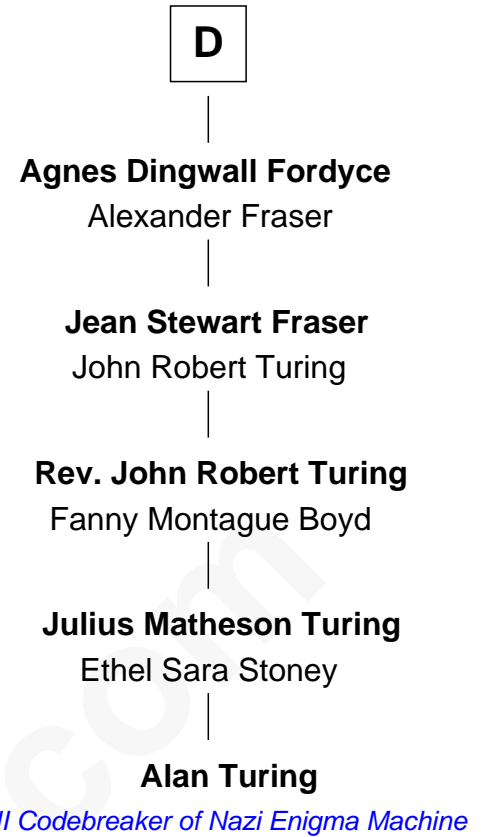 D
Agnes Dingwall Fordyce
Alexander Fraser
Jean Stewart Fraser
John Robert Turing
Rev. John Robert Turing
Fanny Montague Boyd
Julius Matheson Turing
Ethel Sara Stoney
Alan Turing
Codebreaker of Nazi Enigma Machine
com